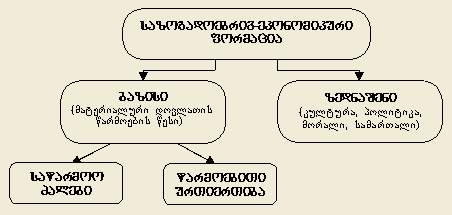 საზოგადოებრივ-ეკონომიკური
ფორმაცია
ბაზისი
(მატერიალური დოვლათის
წარმოების წესი)
ზედნაშენი
(კულტურა, პოლიტიკა,
მორალი, სამართალი)
საწარმოო
ძალები
წარმოებითი
ურთიერთობა